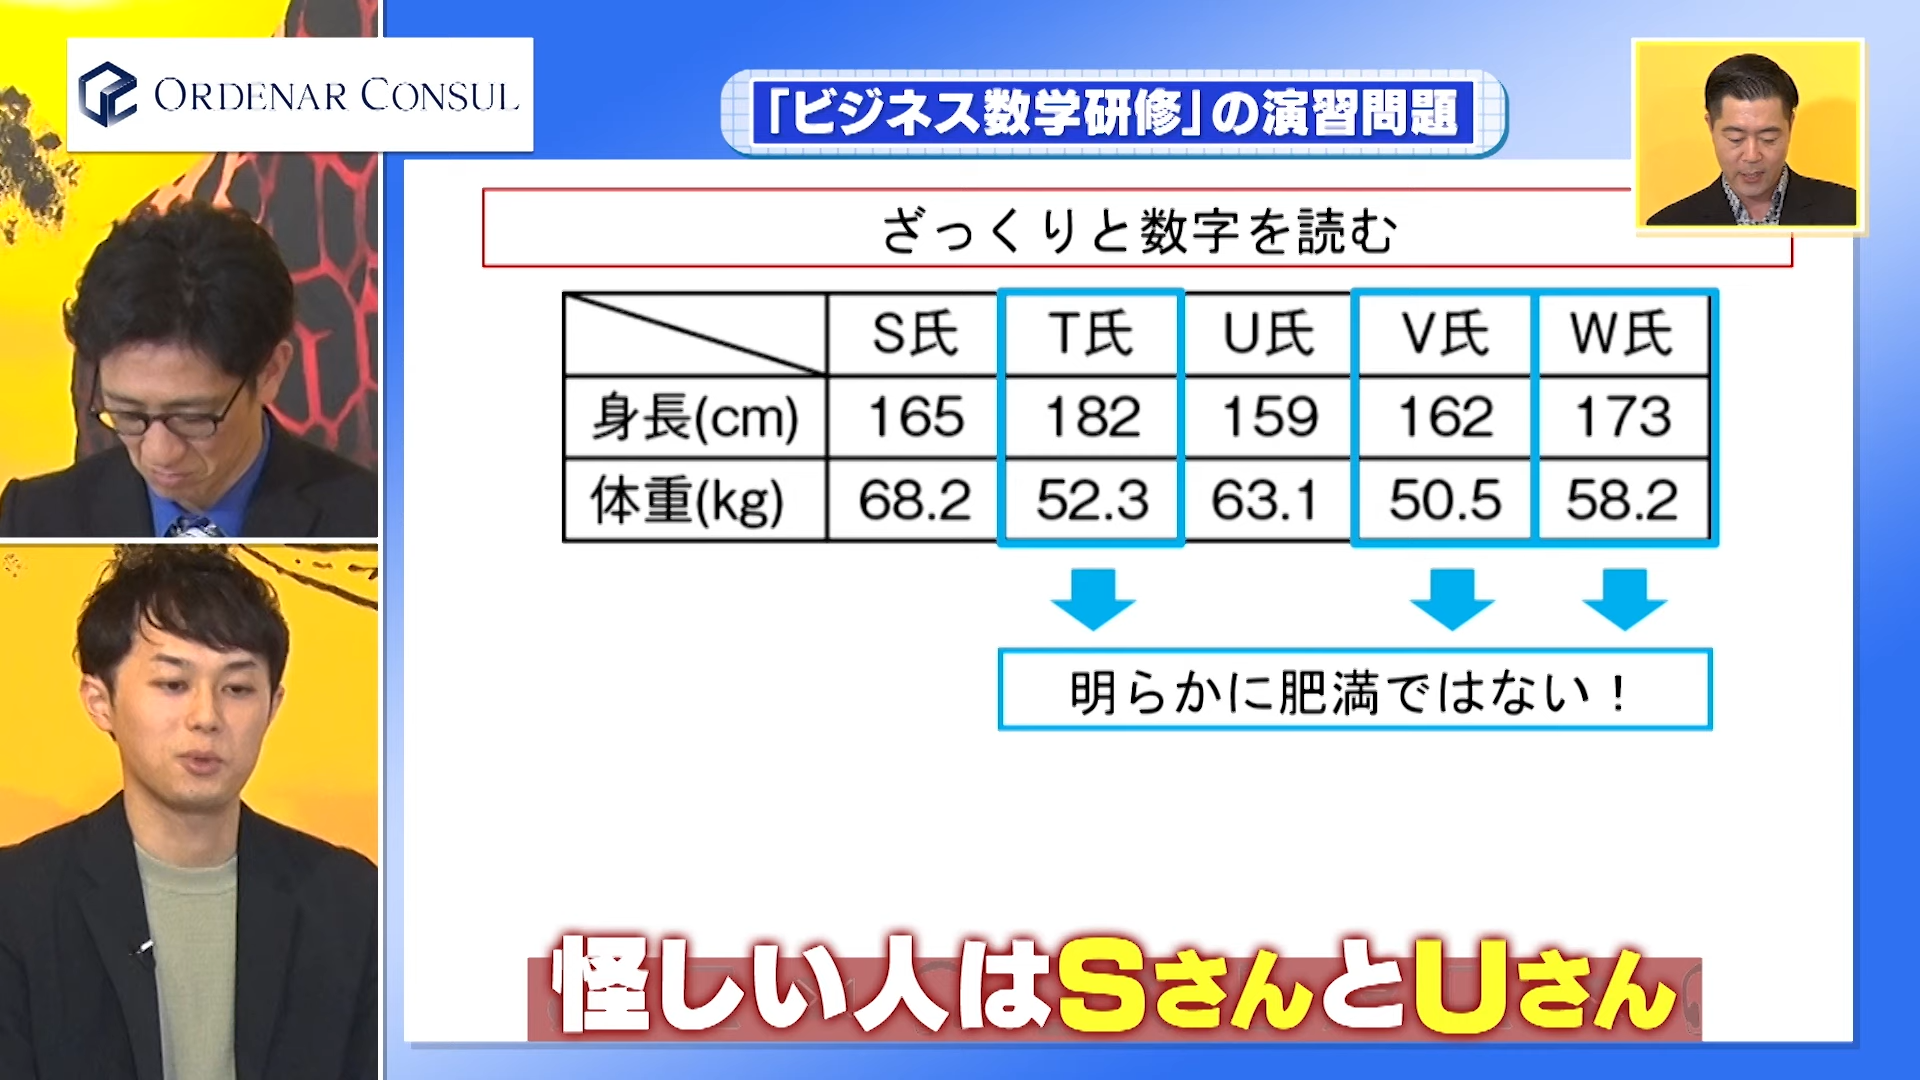 ORDENAR CONSUL
「ビジネス数学研修」の演習問題
ざっくりと数字を読む
S氏 T氏 U氏 V氏 W氏
身長(cm) 165 182 159 162 173
体重(kg) 68.2 52.3 63.1 50.5 58.2
明らかに肥満ではない！
怪しい人はSさんとUさん